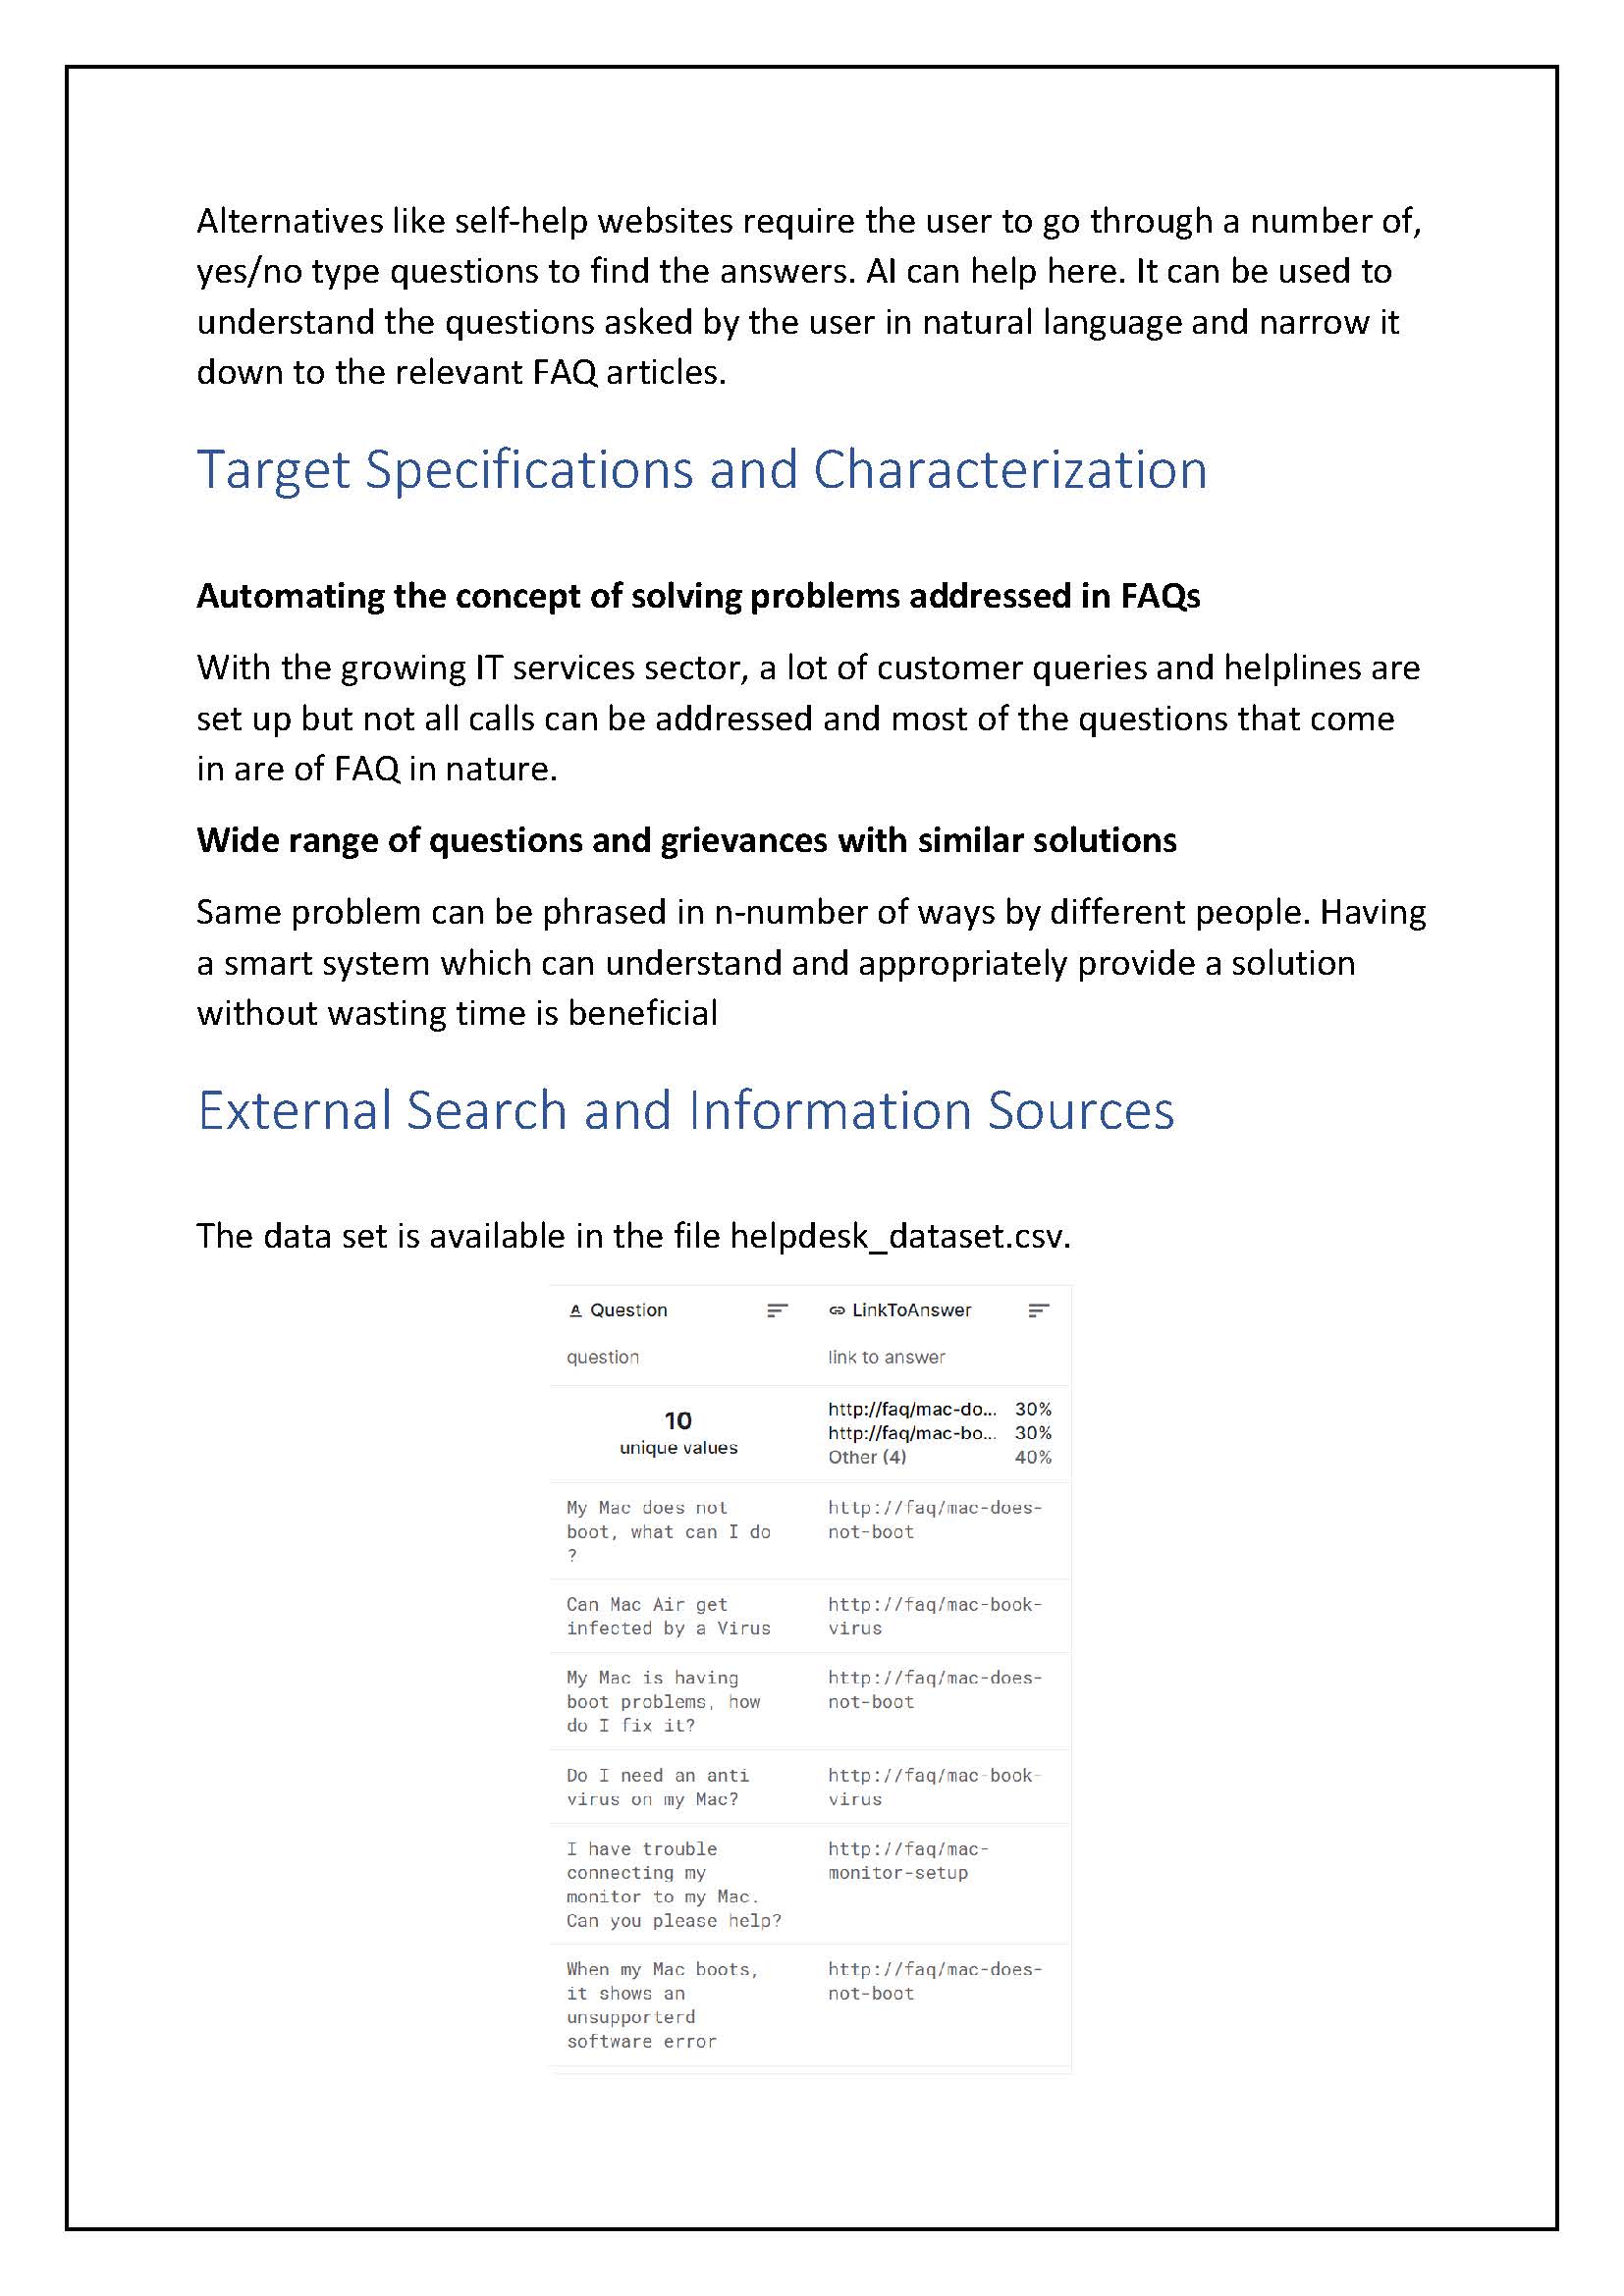 Alternatives like self-help websites require the user to go through a number of,
yes/no type questions to find the answers. AI can help here. It can be used to
understand the questions asked by the user in natural language and narrow it
down to the relevant FAQ articles.
Target Specifications and Characterization
Automating the concept of solving problems addressed in FAQs
With the growing IT services sector, a lot of customer queries and helplines are
set up but not all calls can be addressed and most of the questions that come
in are of FAQ in nature.
Wide range of questions and grievances with similar solutions
Same problem can be phrased in n-number of ways by different people. Having
a smart system which can understand and appropriately provide a solution
without wasting time is beneficial
External Search and Information Sources
The data set is available in the file helpdesk_dataset.csv.
A Question LinkToAnswer
question link to answer
10
unique values
http://faq/mac-do... 30%
http://faq/mac-bo... 30%
Other (4) 40%
My Mac does not
boot, what can I do
?
http://faq/mac-does-
not-boot
Can Mac Air get
infected by a Virus
http://faq/mac-book-
virus
My Mac is having
boot problems, how
do I fix it?
http://faq/mac-does-
not-boot
Do I need an anti
virus on my Mac?
http://faq/mac-book-
virus
I have trouble
connecting my
monitor to my Mac.
Can you please help?
http://faq/mac-
monitor-setup
When my Mac boots,
it shows an
unsupporterd
software error
http://faq/mac-does-
not-boot